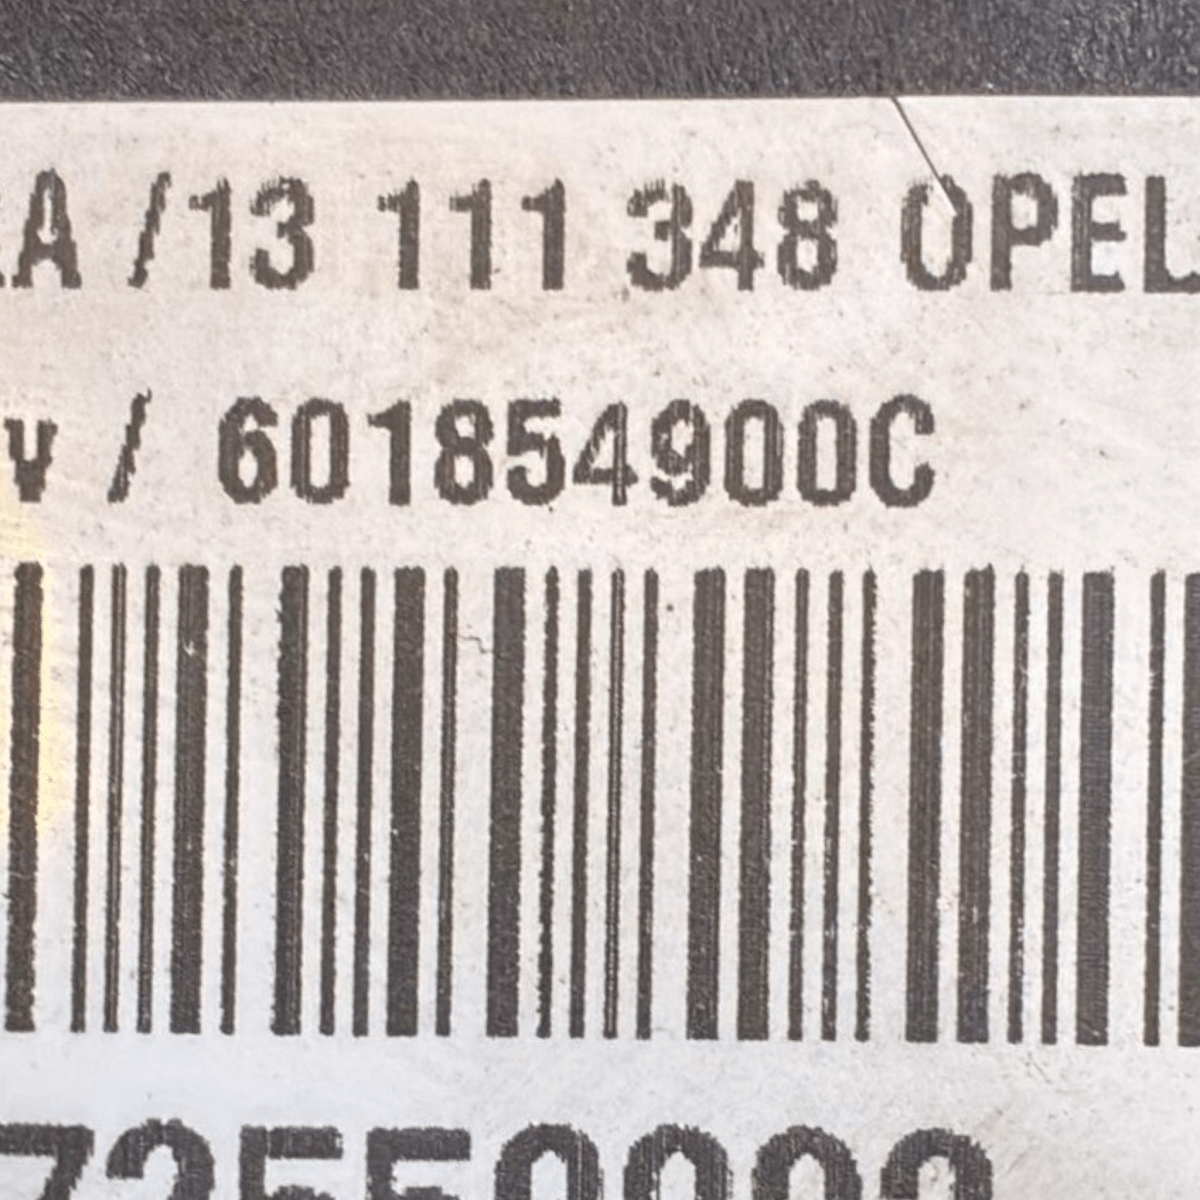 A /13 111 348 OPEL
v / 601854900C